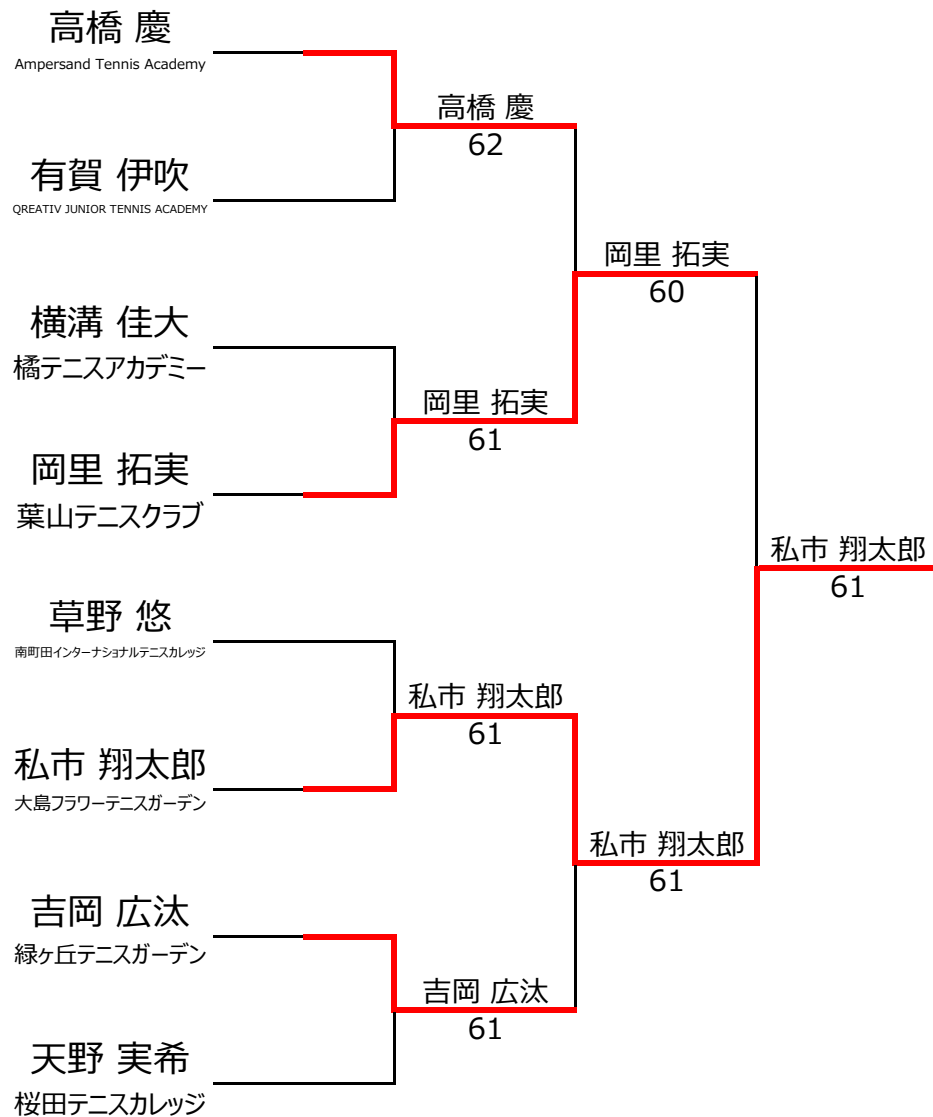 高橋 慶
Ampersand Tennis Academy
高橋 慶
62
有賀 伊吹
QREATIV JUNIOR TENNIS ACADEMY
岡里 拓実
60
横溝 佳大
橘テニスアカデミー
岡里 拓実
61
岡里 拓実
葉山テニスクラブ
私市 翔太郎
61
草野 悠
南町田インターナショナルテニスカレッジ
私市 翔太郎
61
私市 翔太郎
大島フラワーテニスガーデン
私市 翔太郎
61
吉岡 広汰
緑ヶ丘テニスガーデン
吉岡 広汰
61
天野 実希
桜田テニスカレッジ